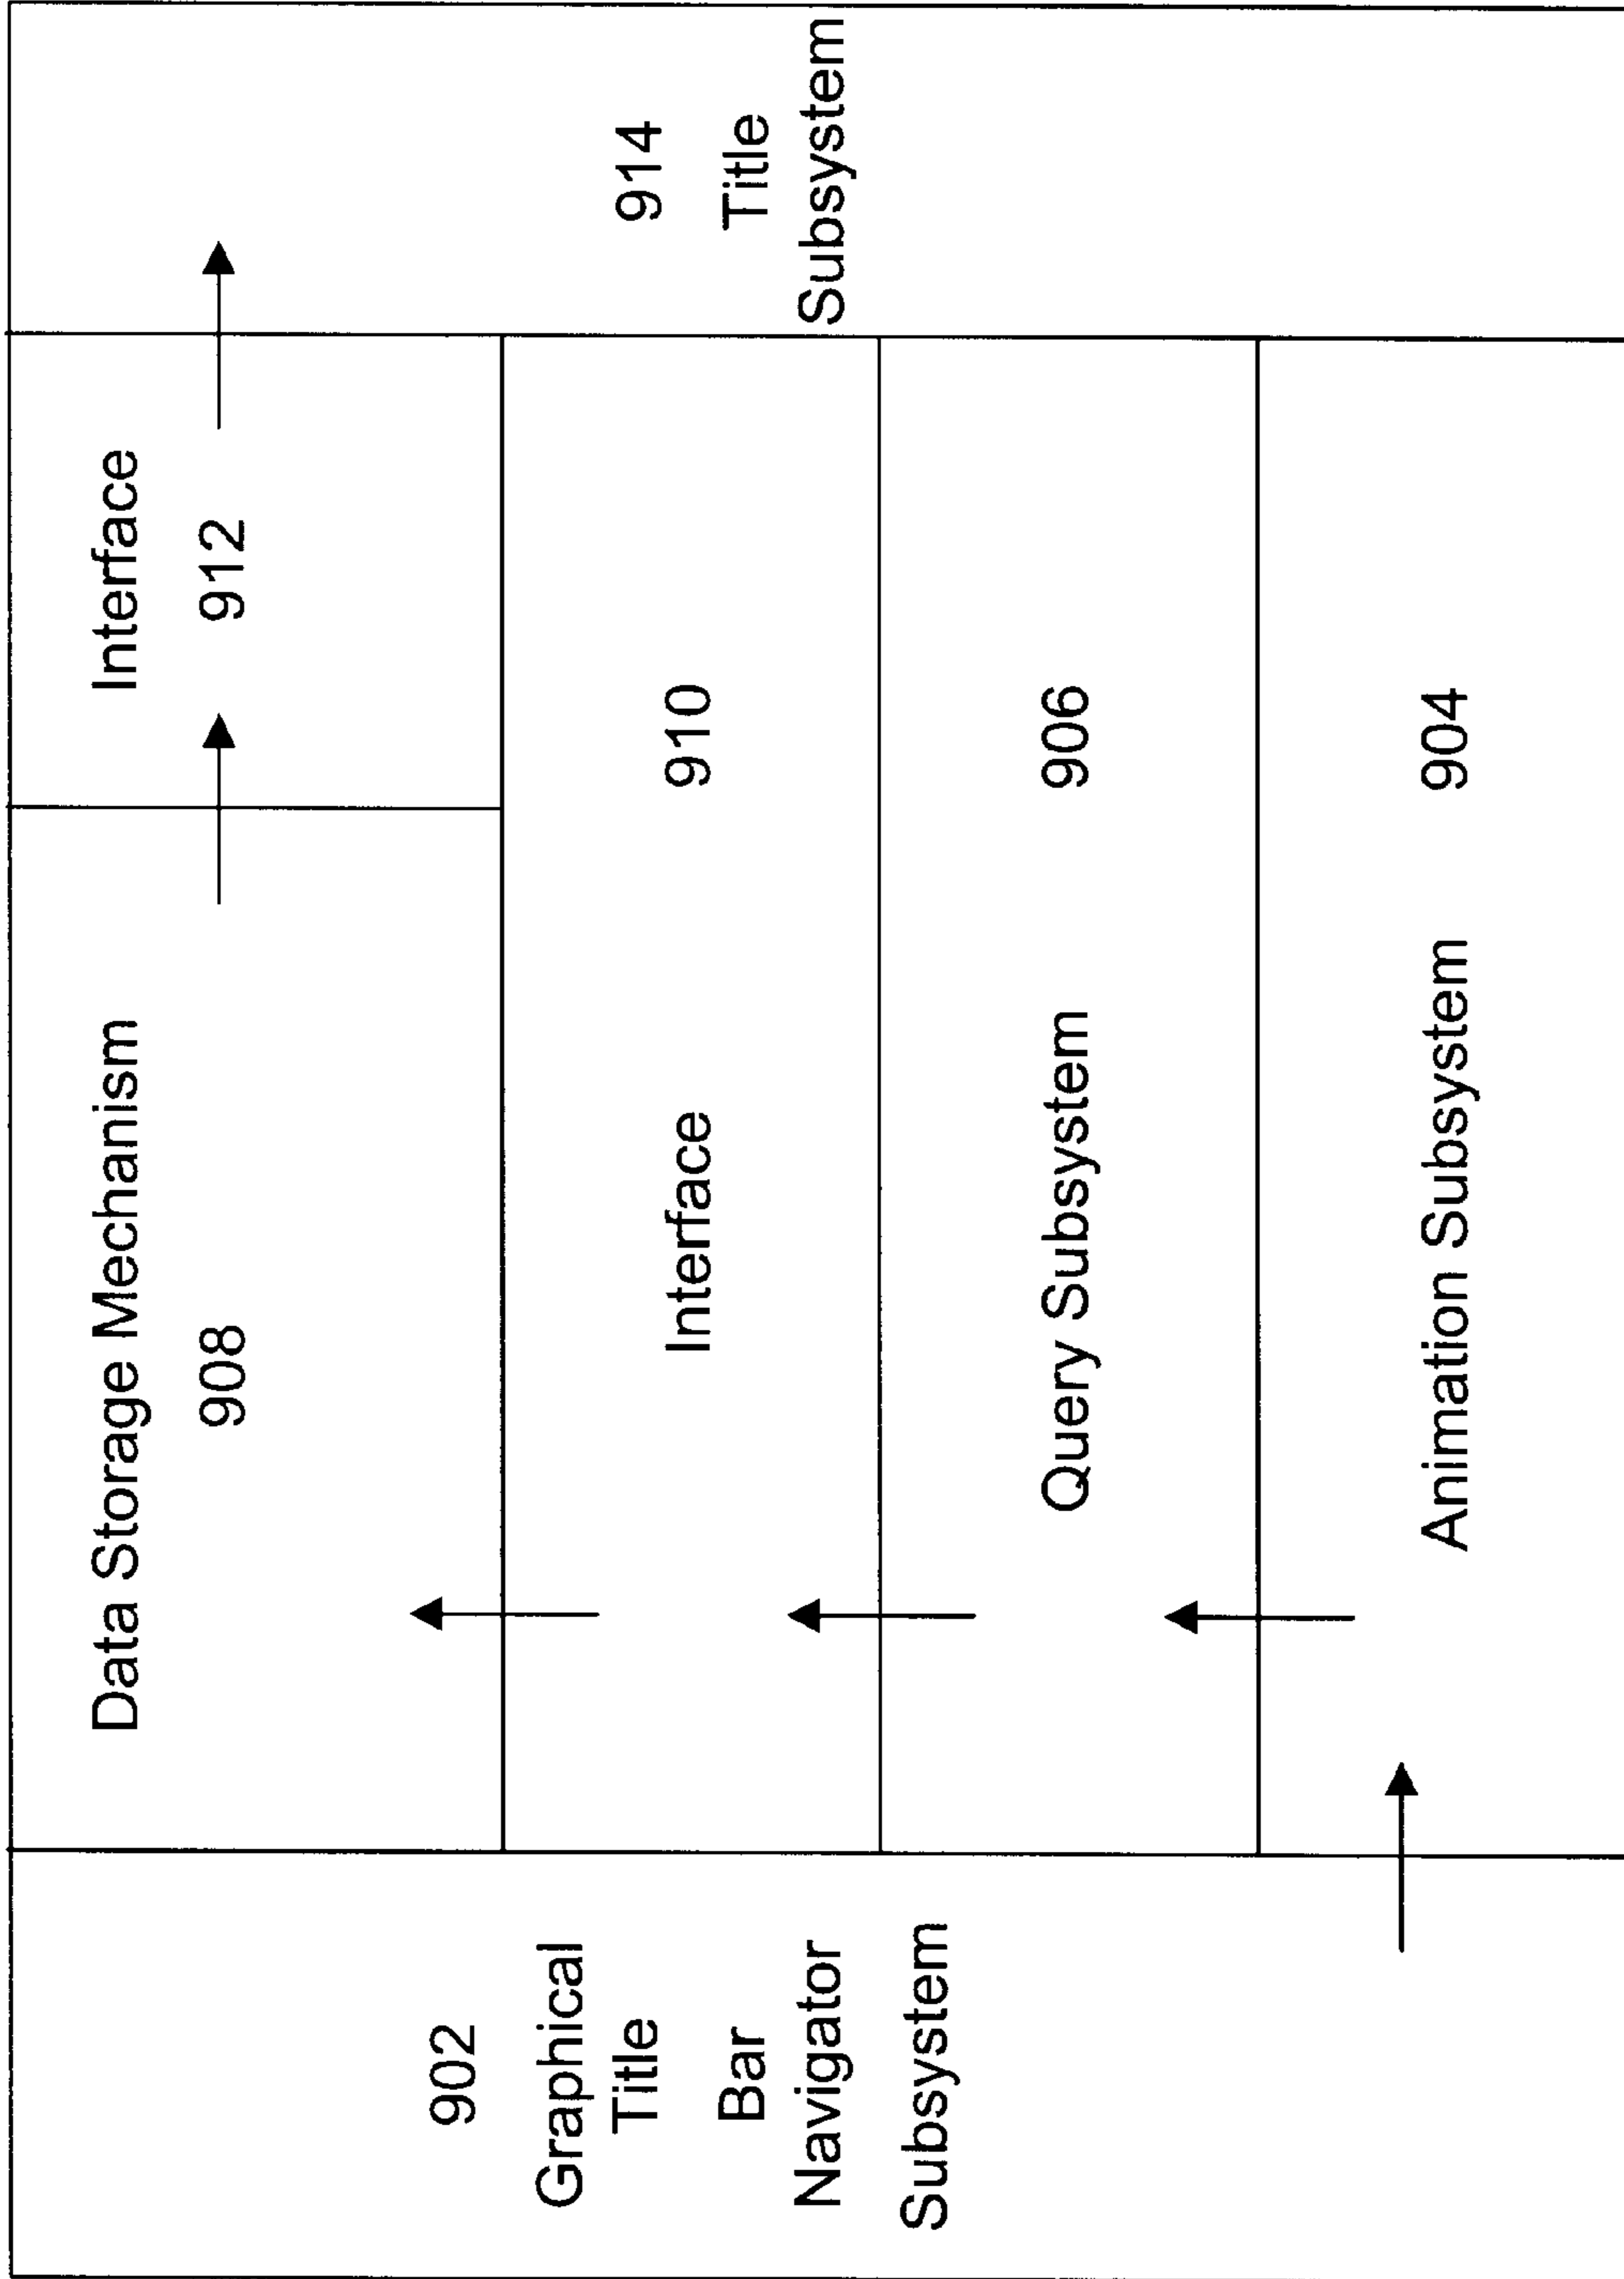 902
Graphical
Title
Bar
Navigator
Subsystem
Data Storage Mechanism
908
Interface
912
Interface 910
Query Subsystem 906
Animation Subsystem 904
914
Title
Subsystem